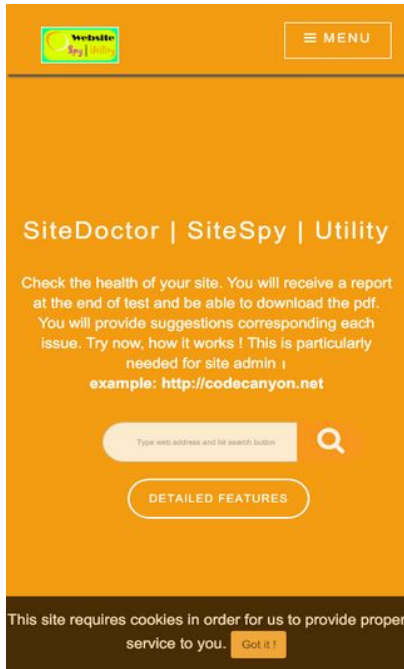 Website
Spy | Utility
≡ MENU
SiteDoctor | SiteSpy | Utility
Check the health of your site. You will receive a report
at the end of test and be able to download the pdf.
You will provide suggestions corresponding each
issue. Try now, how it works ! This is particularly
needed for site admin ।
example: http://codecanyon.net
Type web address and hit search button
DETAILED FEATURES
This site requires cookies in order for us to provide proper
service to you. Got it !